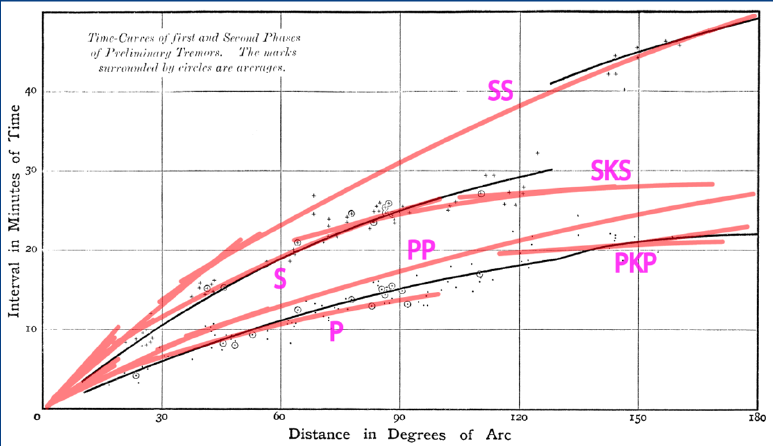 Time-Curves of first and Second Phases
of Preliminary Tremors. The marks
surrounded by circles are averages.
Interval in Minutes of Time
40
30
20
10
SS
SKS
PP
S
PKP
P
0 30 60 90 120 150 180
Distance in Degrees of Arc